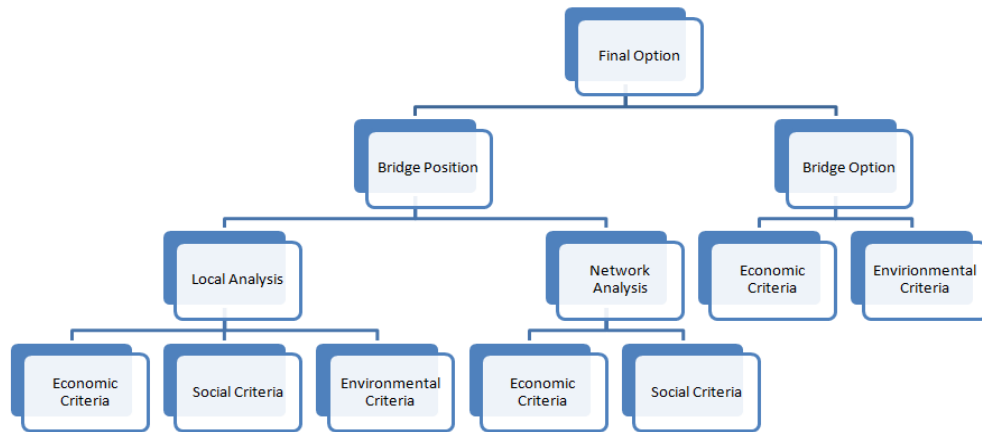 Final Option
Bridge Position
Bridge Option
Local Analysis
Network
Analysis
Economic
Criteria
Envirionmental
Criteria
Economic
Criteria
Social Criteria
Environmental
Criteria
Economic
Criteria
Social Criteria